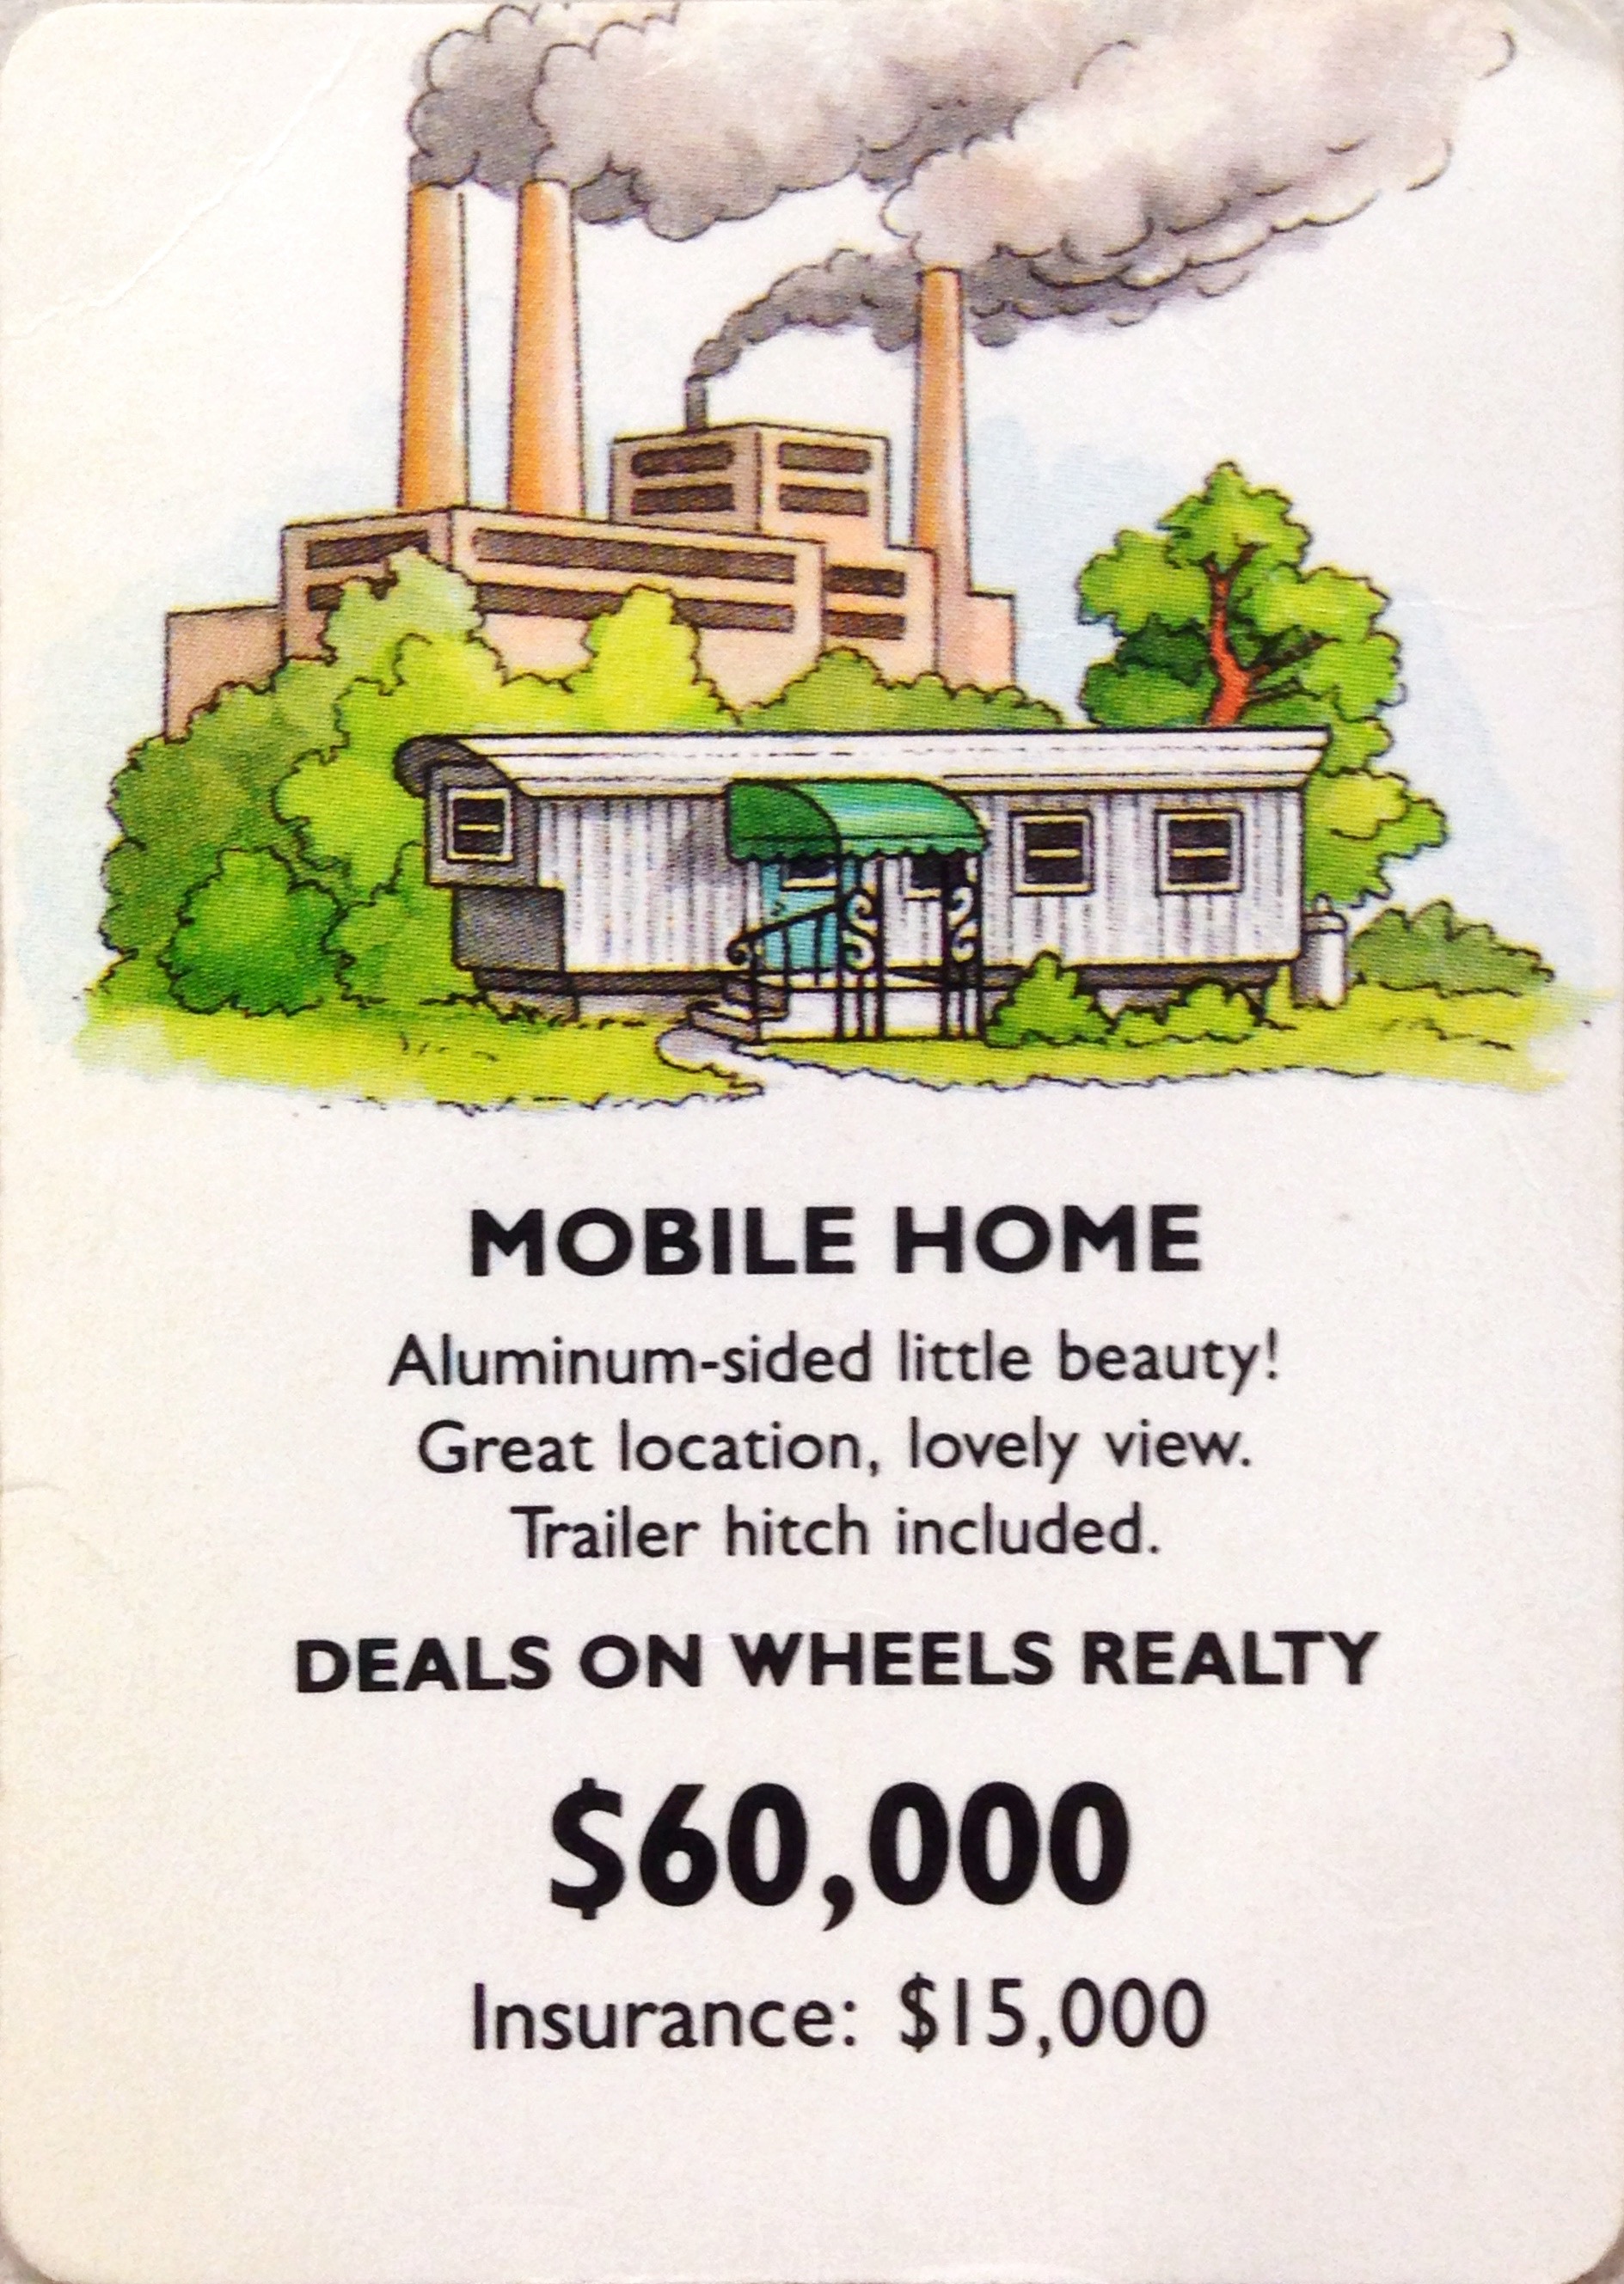 MOBILE HOME
Aluminum-sided little beauty!
Great location, lovely view.
Trailer hitch included.
DEALS ON WHEELS REALTY
$60,000
Insurance: $15,000